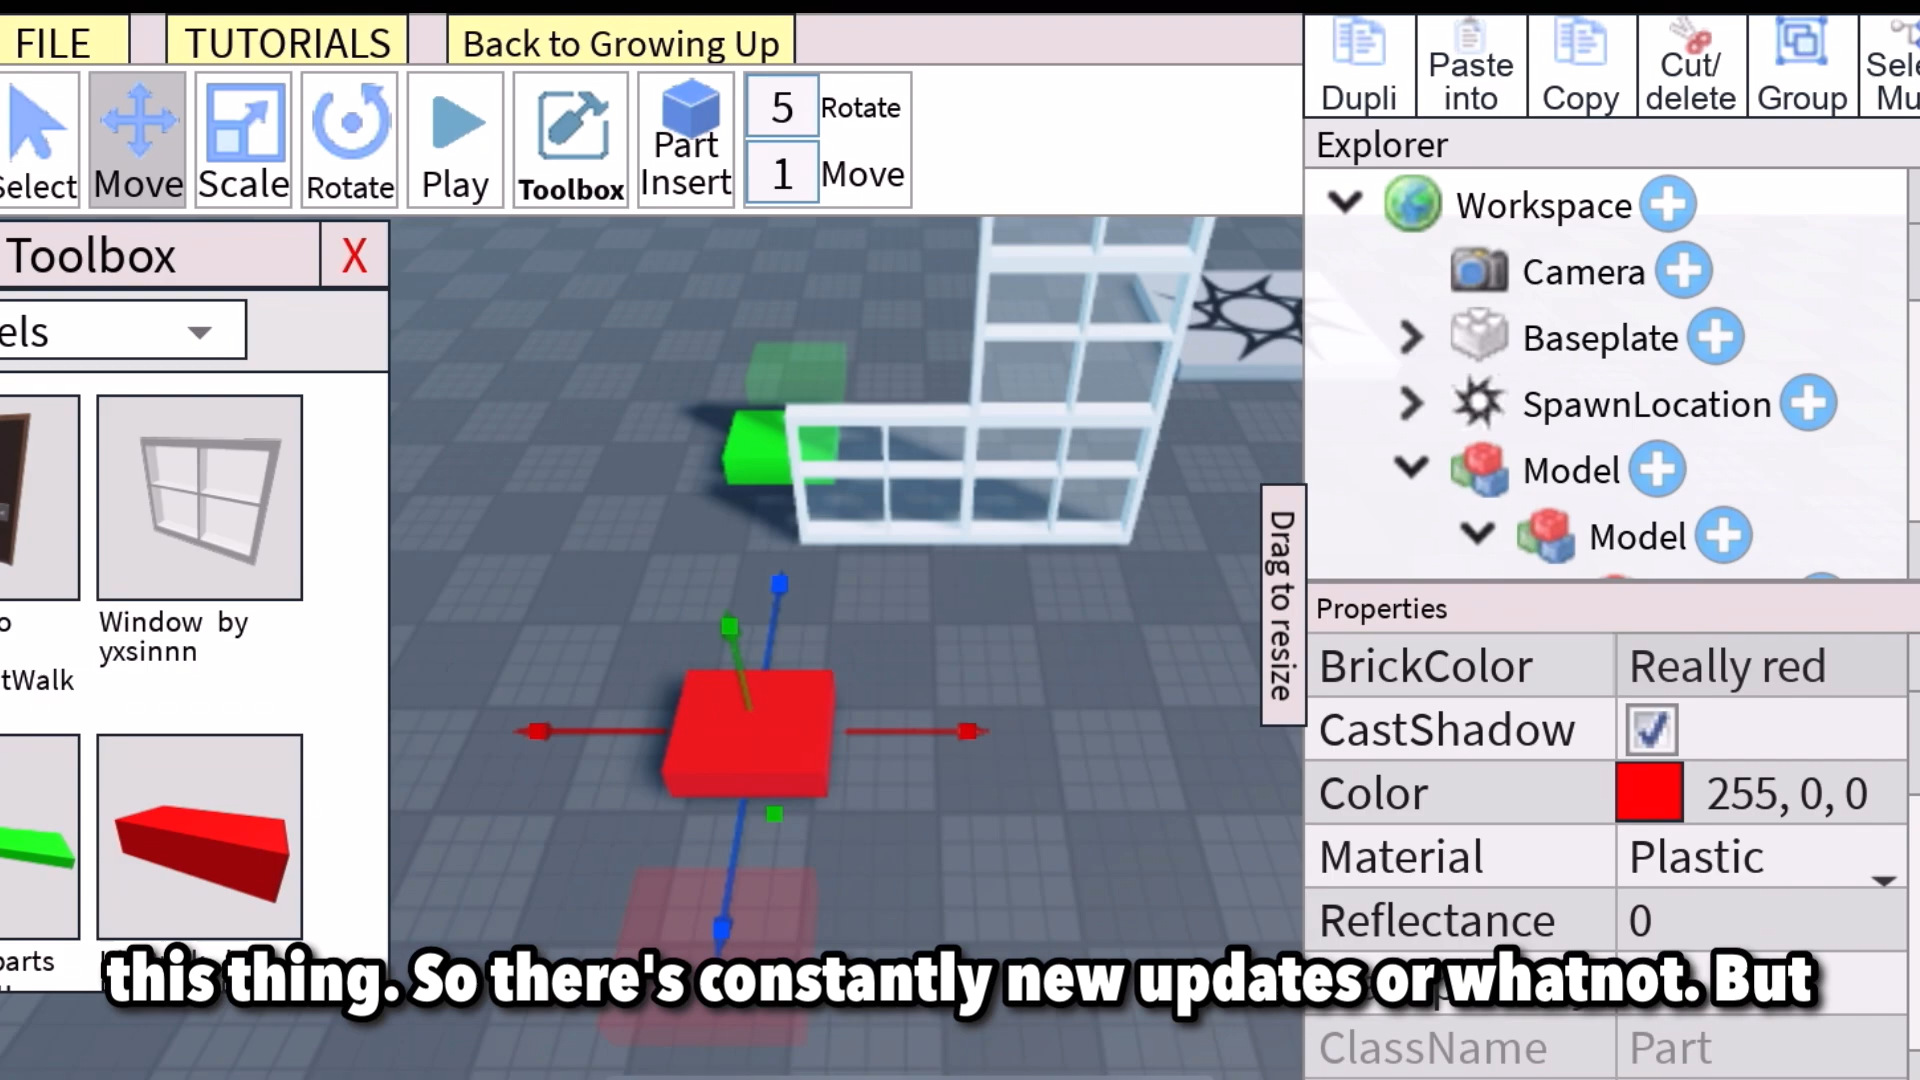 FILE
TUTORIALS
Back to Growing Up
Select
Move
Scale
Rotate
Play
Toolbox
Part
Insert
5 Rotate
1 Move
Dupli
Paste
into
Copy
Cut/
delete
Group
Explorer
Workspace
Camera
Baseplate
SpawnLocation
Model
Model
Toolbox
X
els
Window by
yxsinnn
tWalk
parts
Drag to resize
Properties
BrickColor Really red
CastShadow
Color 255, 0, 0
Material Plastic
Reflectance 0
this thing. So there's constantly new updates or whatnot. But
ClassName Part